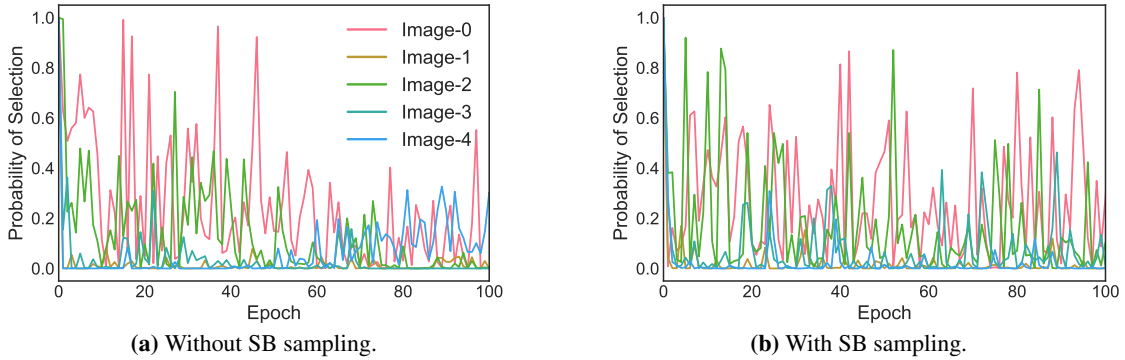 1.0
0.8
0.6
0.4
0.2
0.0
Probability of Selection
0 20 40 60 80 100
Epoch
Image-0
Image-1
Image-2
Image-3
Image-4
(a) Without SB sampling.
1.0
0.8
0.6
0.4
0.2
0.0
Probability of Selection
0 20 40 60 80 100
Epoch
(b) With SB sampling.